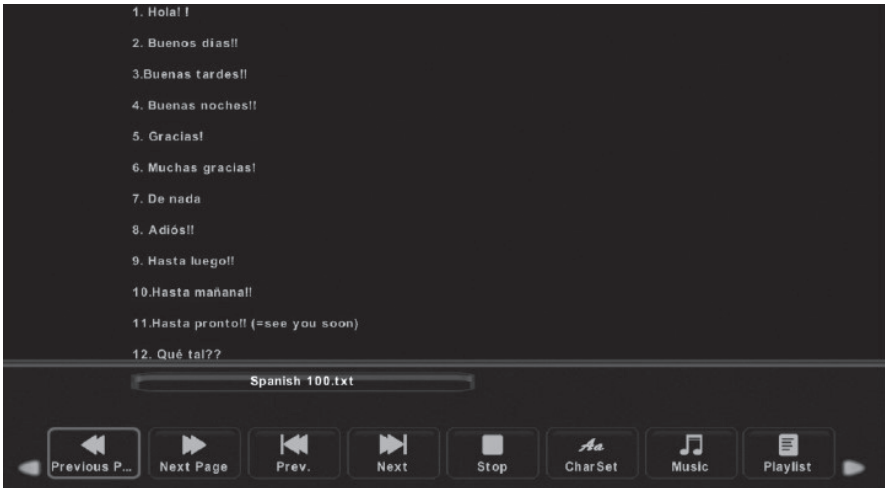 1. Hola! !
2. Buenos dias!!
3.Buenas tardes!!
4. Buenas noches!!
5. Gracias!
6. Muchas gracias!
7. De nada
8. Adiós!!
9. Hasta luego!!
10.Hasta mañana!!
11.Hasta pronto!! (=see you soon)
12. Qué tal??
Spanish 100.txt
Previous P... Next Page Prev. Next Stop CharSet Music Playlist